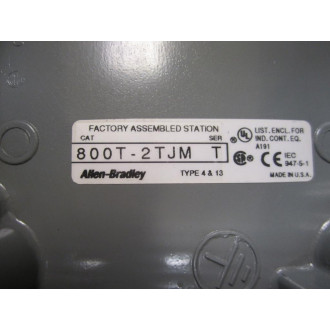 FACTORY ASSEMBLED STATION
CAT SER
800T-2TJM T
Allen-Bradley TYPE 4 & 13
UL LIST. ENCL. FOR
IND. CONT. EQ.
A191
IEC
947-5-1
MADE IN U.S.A.